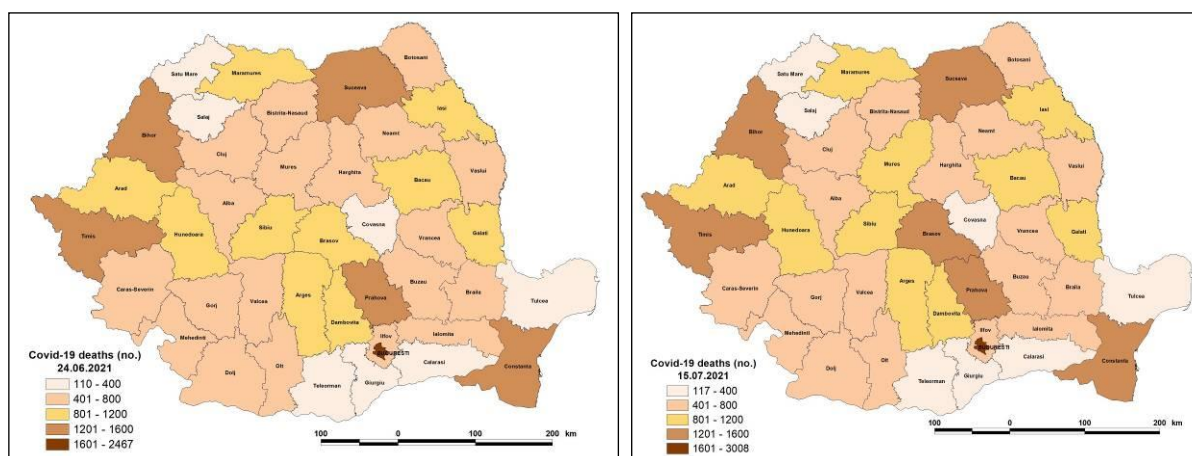 Satu Mare
Maramures
Suceava
Botosani
Salaj
Bistrita-Nasaud
Iasi
Bihor
Cluj
Neamt
Mures
Harghita
Bacau
Vaslui
Arad
Alba
Timis
Hunedoara
Sibiu
Brasov
Covasna
Vrancea
Galati
Caras-Severin
Gorj
Valcea
Arges
Prahova
Buzau
Braila
Tulcea
Dambovita
Mehedinti
Ilfov
Ialomita
BUCURESTI
Dolj
Olt
Teleorman
Giurgiu
Calarasi
Constanta
Covid-19 deaths (no.)
24.06.2021
110 - 400
401 - 800
801 - 1200
1201 - 1600
1601 - 2467
100 0 100 200 km
Satu Mare
Maramures
Suceava
Botosani
Salaj
Bistrita-Nasaud
Iasi
Bihor
Cluj
Neamt
Mures
Harghita
Bacau
Vaslui
Arad
Alba
Timis
Hunedoara
Sibiu
Brasov
Covasna
Vrancea
Galati
Caras-Severin
Gorj
Valcea
Arges
Prahova
Buzau
Braila
Tulcea
Dambovita
Mehedinti
Ilfov
Ialomita
BUCURESTI
Dolj
Olt
Teleorman
Giurgiu
Calarasi
Constanta
Covid-19 deaths (no.)
15.07.2021
117 - 400
401 - 800
801 - 1200
1201 - 1600
1601 - 3008
100 0 100 200 km